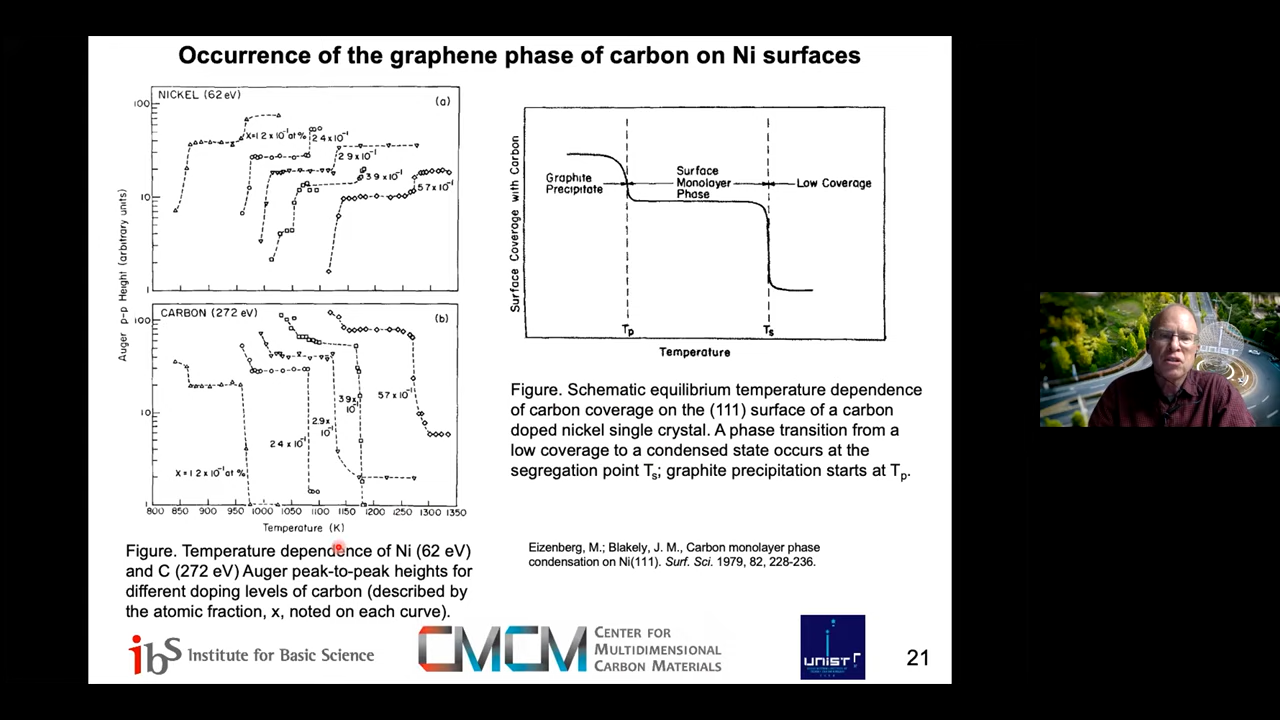 Occurrence of the graphene phase of carbon on Ni surfaces
NICKEL (62 eV)
(a)
100
10
1
X=1.2 x 10⁻¹ at %
2.4 x 10⁻¹
2.9 x 10⁻¹
3.9 x 10⁻¹
5.7 x 10⁻¹
Auger p-p Height (arbitrary units)
CARBON (272 eV)
(b)
100
10
1
X = 1.2 x 10⁻¹ at %
2.4 x 10⁻¹
2.9 x 10⁻¹
3.9 x 10⁻¹
5.7 x 10⁻¹
800 850 900 950 1000 1050 1100 1150 1200 1250 1300 1350
Temperature (K)
Figure. Temperature dependence of Ni (62 eV)
and C (272 eV) Auger peak-to-peak heights for
different doping levels of carbon (described by
the atomic fraction, x, noted on each curve).
Surface Coverage with Carbon
Graphite
Precipitate
Surface
Monolayer
Phase
Low Coverage
Tp
Ts
Temperature
Figure. Schematic equilibrium temperature dependence
of carbon coverage on the (111) surface of a carbon
doped nickel single crystal. A phase transition from a
low coverage to a condensed state occurs at the
segregation point Ts; graphite precipitation starts at Tp.
Eizenberg, M.; Blakely, J. M., Carbon monolayer phase
condensation on Ni(111). Surf. Sci. 1979, 82, 228-236.
ibS Institute for Basic Science
CMCM
CENTER FOR
MULTIDIMENSIONAL
CARBON MATERIALS
UNIST
21
UNIST